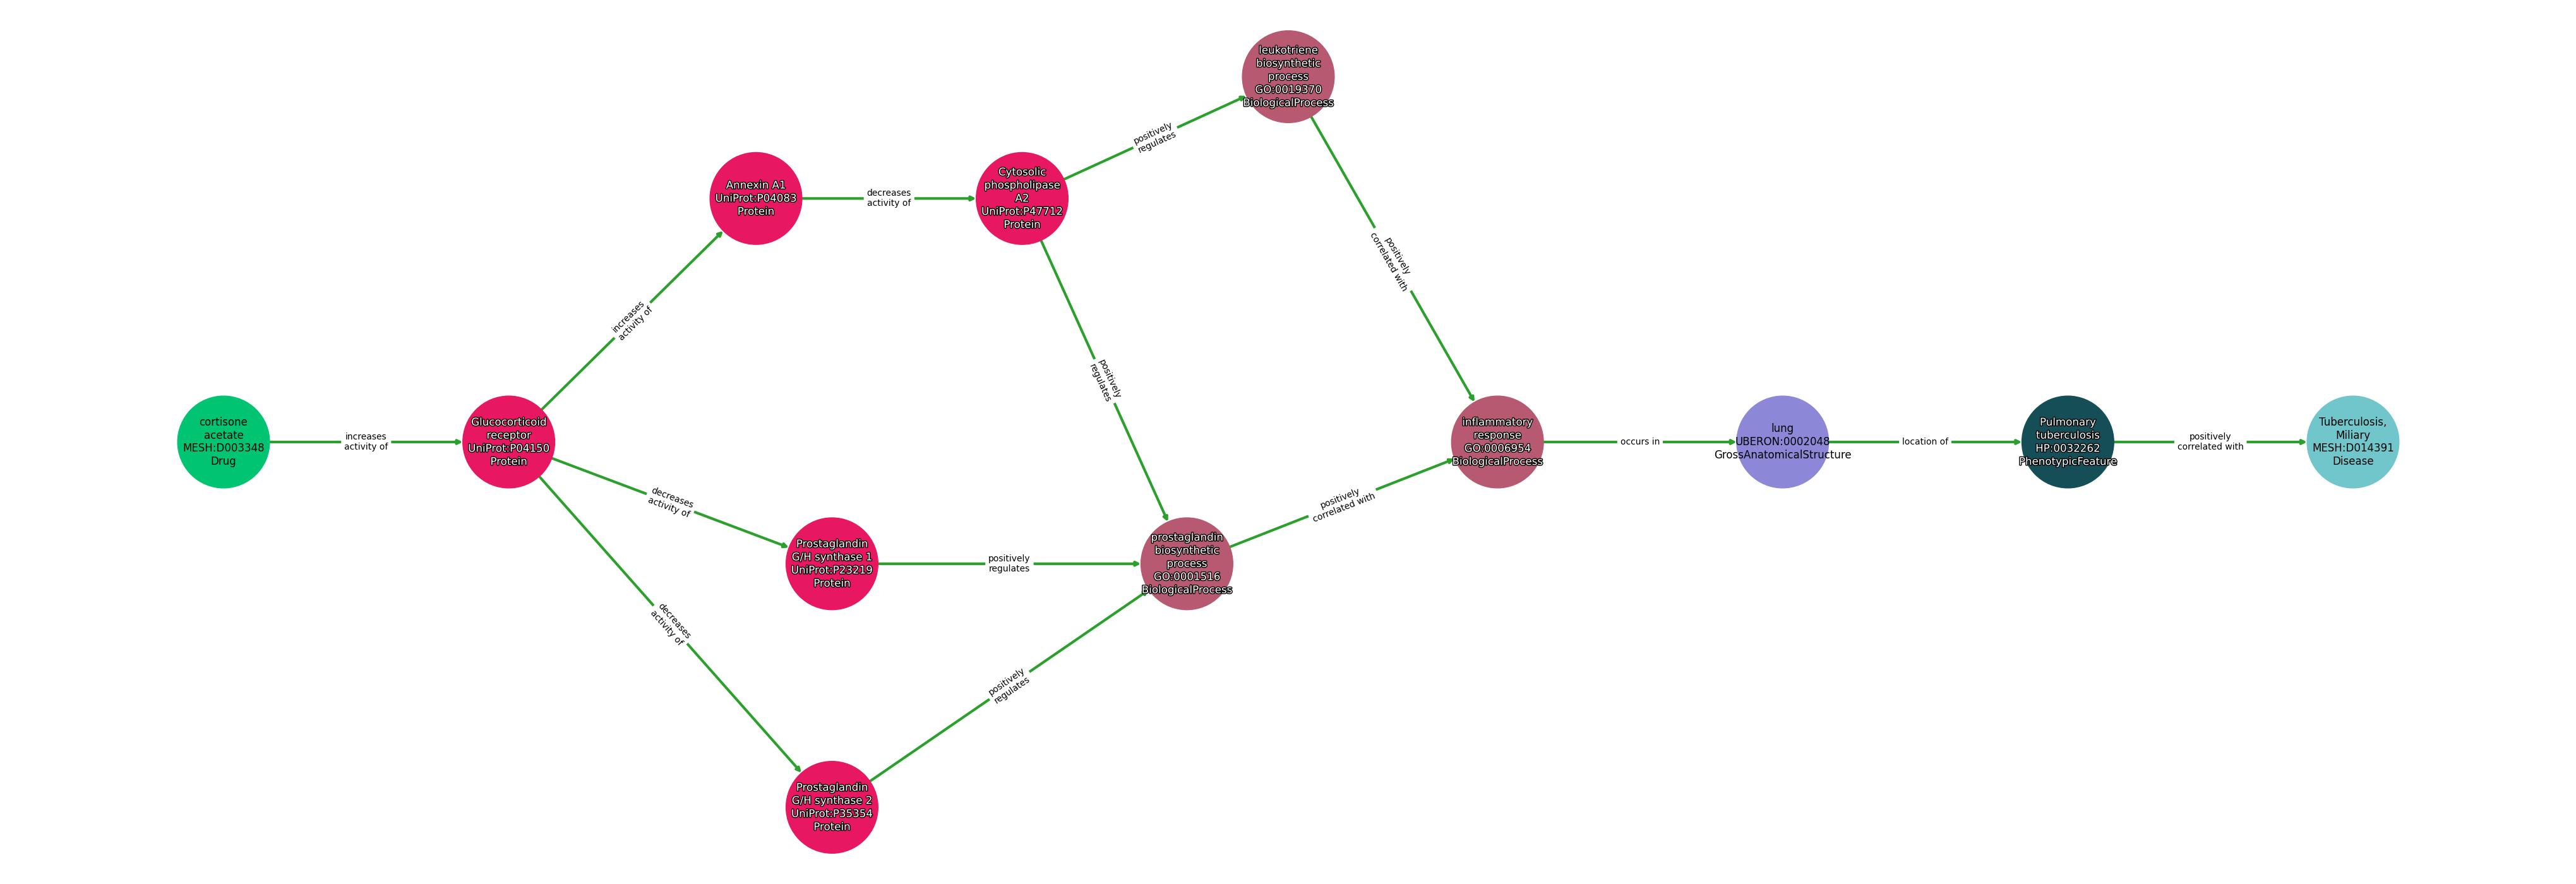 leukotriene
biosynthetic
process
GO:0019370
BiologicalProcess
positively
regulates
Annexin A1
UniProt:P04083
Protein
decreases
activity of
Cytosolic
phospholipase
A2
UniProt:P47712
Protein
positively
correlated with
increases
activity of
positively
regulates
cortisone
acetate
MESH:D003348
Drug
increases
activity of
Glucocorticoid
receptor
UniProt:P04150
Protein
inflammatory
response
GO:0006954
BiologicalProcess
occurs in
lung
UBERON:0002048
GrossAnatomicalStructure
location of
Pulmonary
tuberculosis
HP:0032262
PhenotypicFeature
positively
correlated with
Tuberculosis,
Miliary
MESH:D014391
Disease
decreases
activity of
positively
correlated with
Prostaglandin
G/H synthase 1
UniProt:P23219
Protein
positively
regulates
prostaglandin
biosynthetic
process
GO:0001516
BiologicalProcess
decreases
activity of
positively
regulates
Prostaglandin
G/H synthase 2
UniProt:P35354
Protein